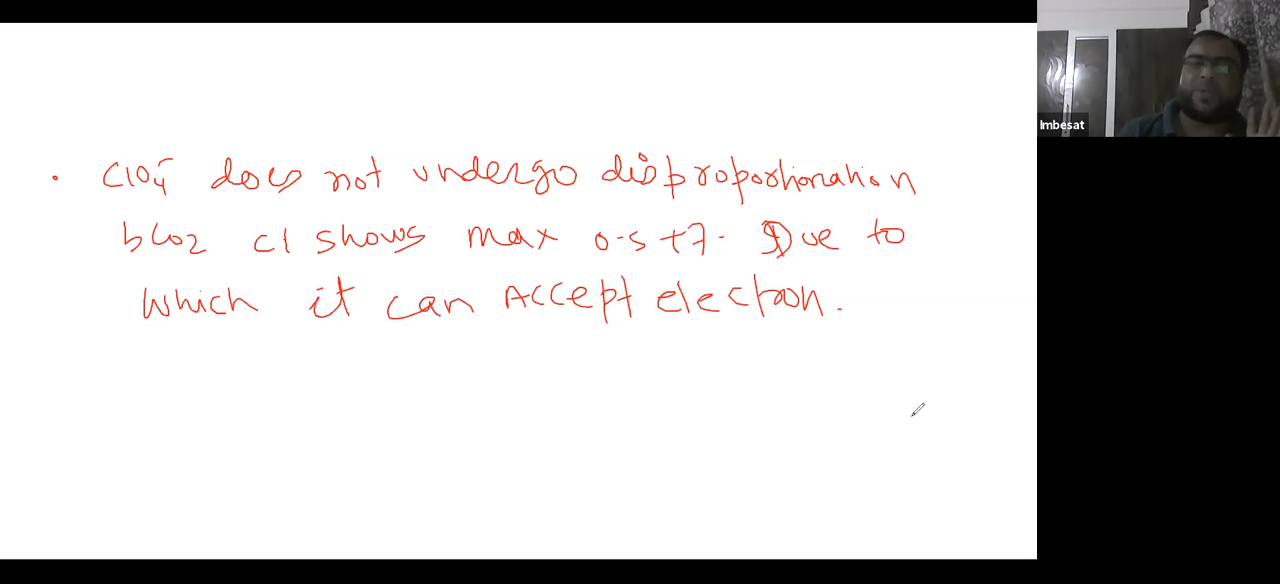 • ClO4⁻ does not undergo disproportionation
bcoz Cl shows max o.s +7. Due to
which it can Accept electron.
Imbesat